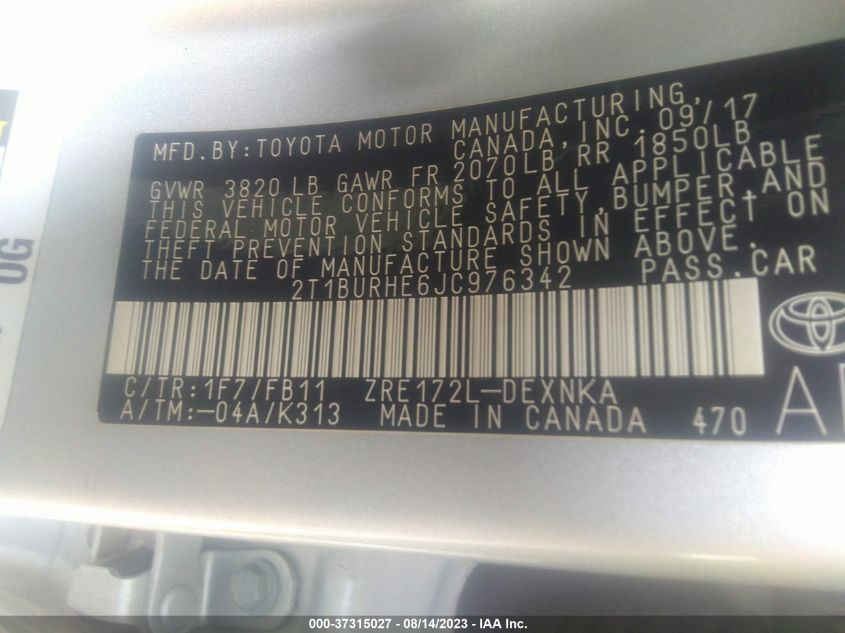 MFD.BY:TOYOTA MOTOR MANUFACTURING,
CANADA,INC.09/17
GVWR 3820 LB GAWR FR 2070LB RR 1850LB
THIS VEHICLE CONFORMS TO ALL APPLICABLE
FEDERAL MOTOR VEHICLE SAFETY,BUMPER,AND
THEFT PREVENTION STANDARDS IN EFFECT ON
THE DATE OF MANUFACTURE SHOWN ABOVE.
2T1BURHE6JC976342 PASS.CAR
C/TR:1F7/FB11 ZRE172L-DEXNKA
A/TM:-04A/K313 MADE IN CANADA 470
OG
000-37315027 - 08/14/2023 - IAA Inc.